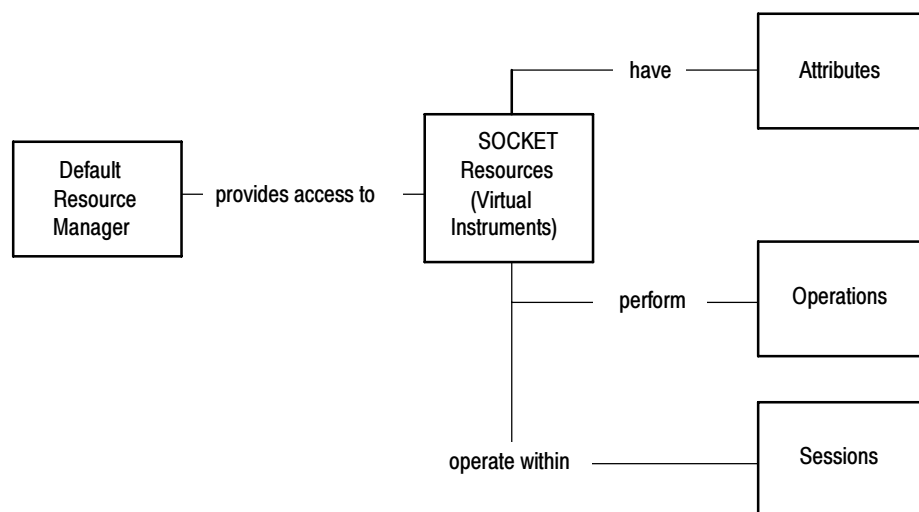 have
Attributes
SOCKET
Resources
(Virtual
Instruments)
Default
Resource
Manager
provides access to
perform
Operations
operate within
Sessions